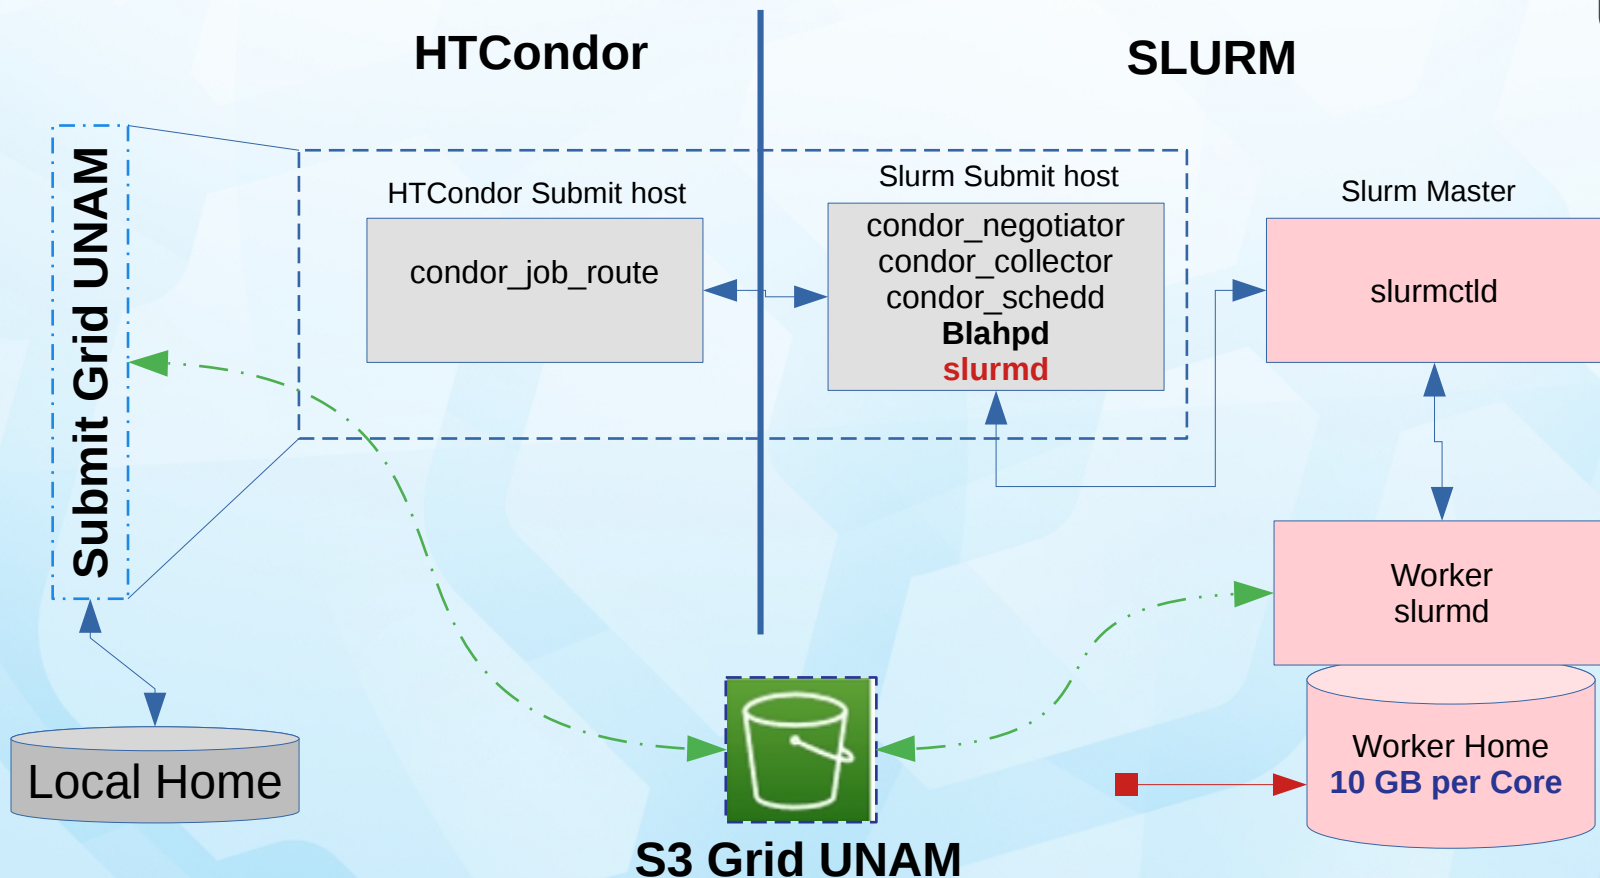 HTCondor
SLURM
Submit Grid UNAM
HTCondor Submit host
condor_job_route
Slurm Submit host
condor_negotiator
condor_collector
condor_schedd
Blahpd
slurmd
Slurm Master
slurmctld
Worker
slurmd
Worker Home
10 GB per Core
Local Home
S3 Grid UNAM